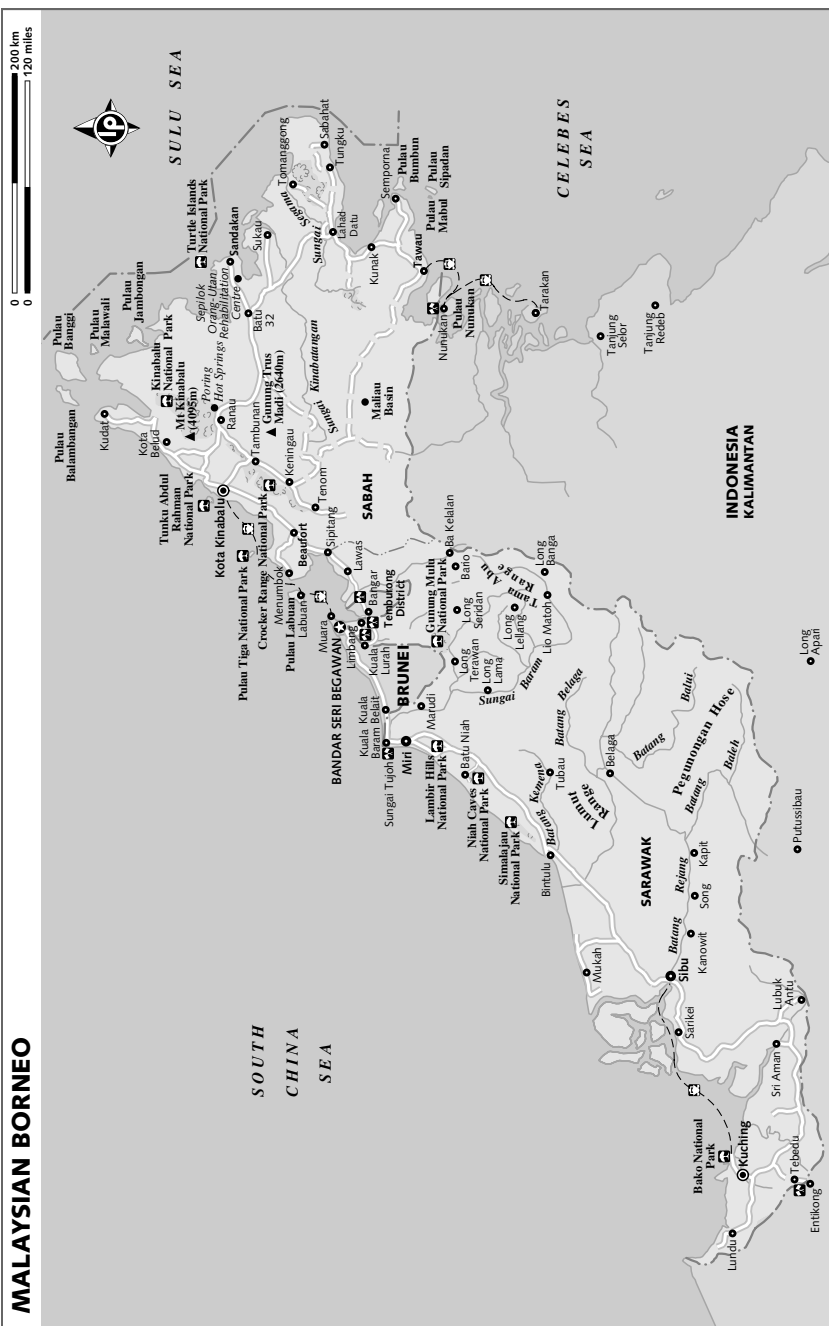 MALAYSIAN BORNEO
0
200 km
0
120 miles
lp
SULU SEA
CELEBES
SEA
SOUTH
CHINA
SEA
Pulau
Balambangan
Pulau
Banggi
Pulau
Malawali
Pulau
Jambongan
Kudat
Kota
Belud
Kinabalu
National Park
Mt Kinabalu
(4095m)
Poring
Hot Springs
Ranau
Turtle Islands
National Park
Sepilok
Orang-Utan
Rehabilitation
Centre
Sandakan
Sukau
Batu
32
Tunku Abdul
Rahman
National Park
Kota Kinabalu
Tambunan
Gunung Trus
Madi (2640m)
Keningau
Tenom
Sungai Kinabatangan
Sungai Segama
Tomanggong
Sabahat
Tungku
Lahad
Datu
Kunak
Semporna
Pulau
Bumbun
Pulau
Sipadan
Pulau
Mabul
Tawau
Maliau
Basin
SABAH
Pulau Tiga National Park
Crocker Range National Park
Menumbok
Beaufort
Pulau Labuan
Labuan
Sipitang
Lawas
Muara
BANDAR SERI BEGAWAN
Limbang
Bangar
Temburong
District
Kuala
Lurah
BRUNEI
Kuala
Belait
Kuala
Baram
Sungai Tujoh
Miri
Marudi
Lambir Hills
National Park
Batu Niah
Niah Caves
National Park
Similajau
National Park
Bintulu
Batang Kemena
Tubau
Lumut
Range
Batang Belaga
Belaga
Gunung Mulu
National Park
Ba Kelalan
Bario
Long
Seridan
Long
Terawan
Long
Lama
Sungai Baram
Long
Lellang
Lio Matoh
Long
Banga
Tama Abu
Range
Nunukan
Pulau
Nunukan
Tarakan
Tanjung
Selor
Tanjung
Redeb
INDONESIA
KALIMANTAN
Long
Apari
Putussibau
Batang Balui
Pegunongan Hose
Batang Baleh
SARAWAK
Mukah
Batang Rejang
Kapit
Song
Kanowit
Sibu
Sarikei
Lubuk
Antu
Sri Aman
Bako National
Park
Kuching
Tebedu
Entikong
Lundu